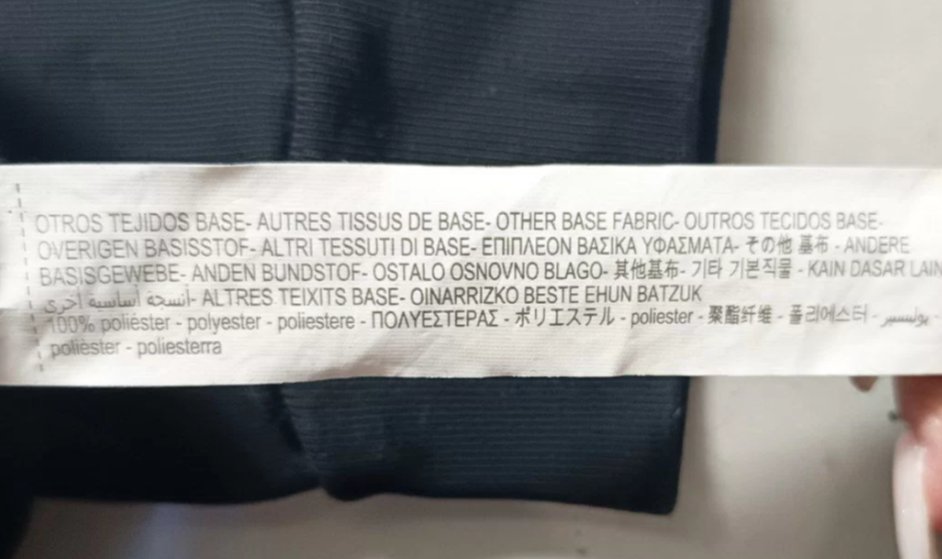 OTROS TEJIDOS BASE- AUTRES TISSUS DE BASE- OTHER BASE FABRIC- OUTROS TECIDOS BASE-
OVERIGEN BASISSTOF- ALTRI TESSUTI DI BASE- ΕΠΙΠΛΕΟΝ ΒΑΣΙΚΑ ΥΦΑΣΜΑΤΑ- その他 基布 - ANDERE
BASISGEWEBE- ANDEN BUNDSTOF- OSTALO OSNOVNO BLAGO- 其他基布- 기타 기본직물 - KAIN DASAR LAIN
أنسجة أساسية أخرى- ALTRES TEIXITS BASE- OINARRIZKO BESTE EHUN BATZUK
100% poliéster - polyester - poliestere - ΠΟΛΥΕΣΤΕΡΑΣ - ポリエステル - poliester - 聚酯纤维 - 폴리에스터 - بوليستير -
polièster - poliesterra